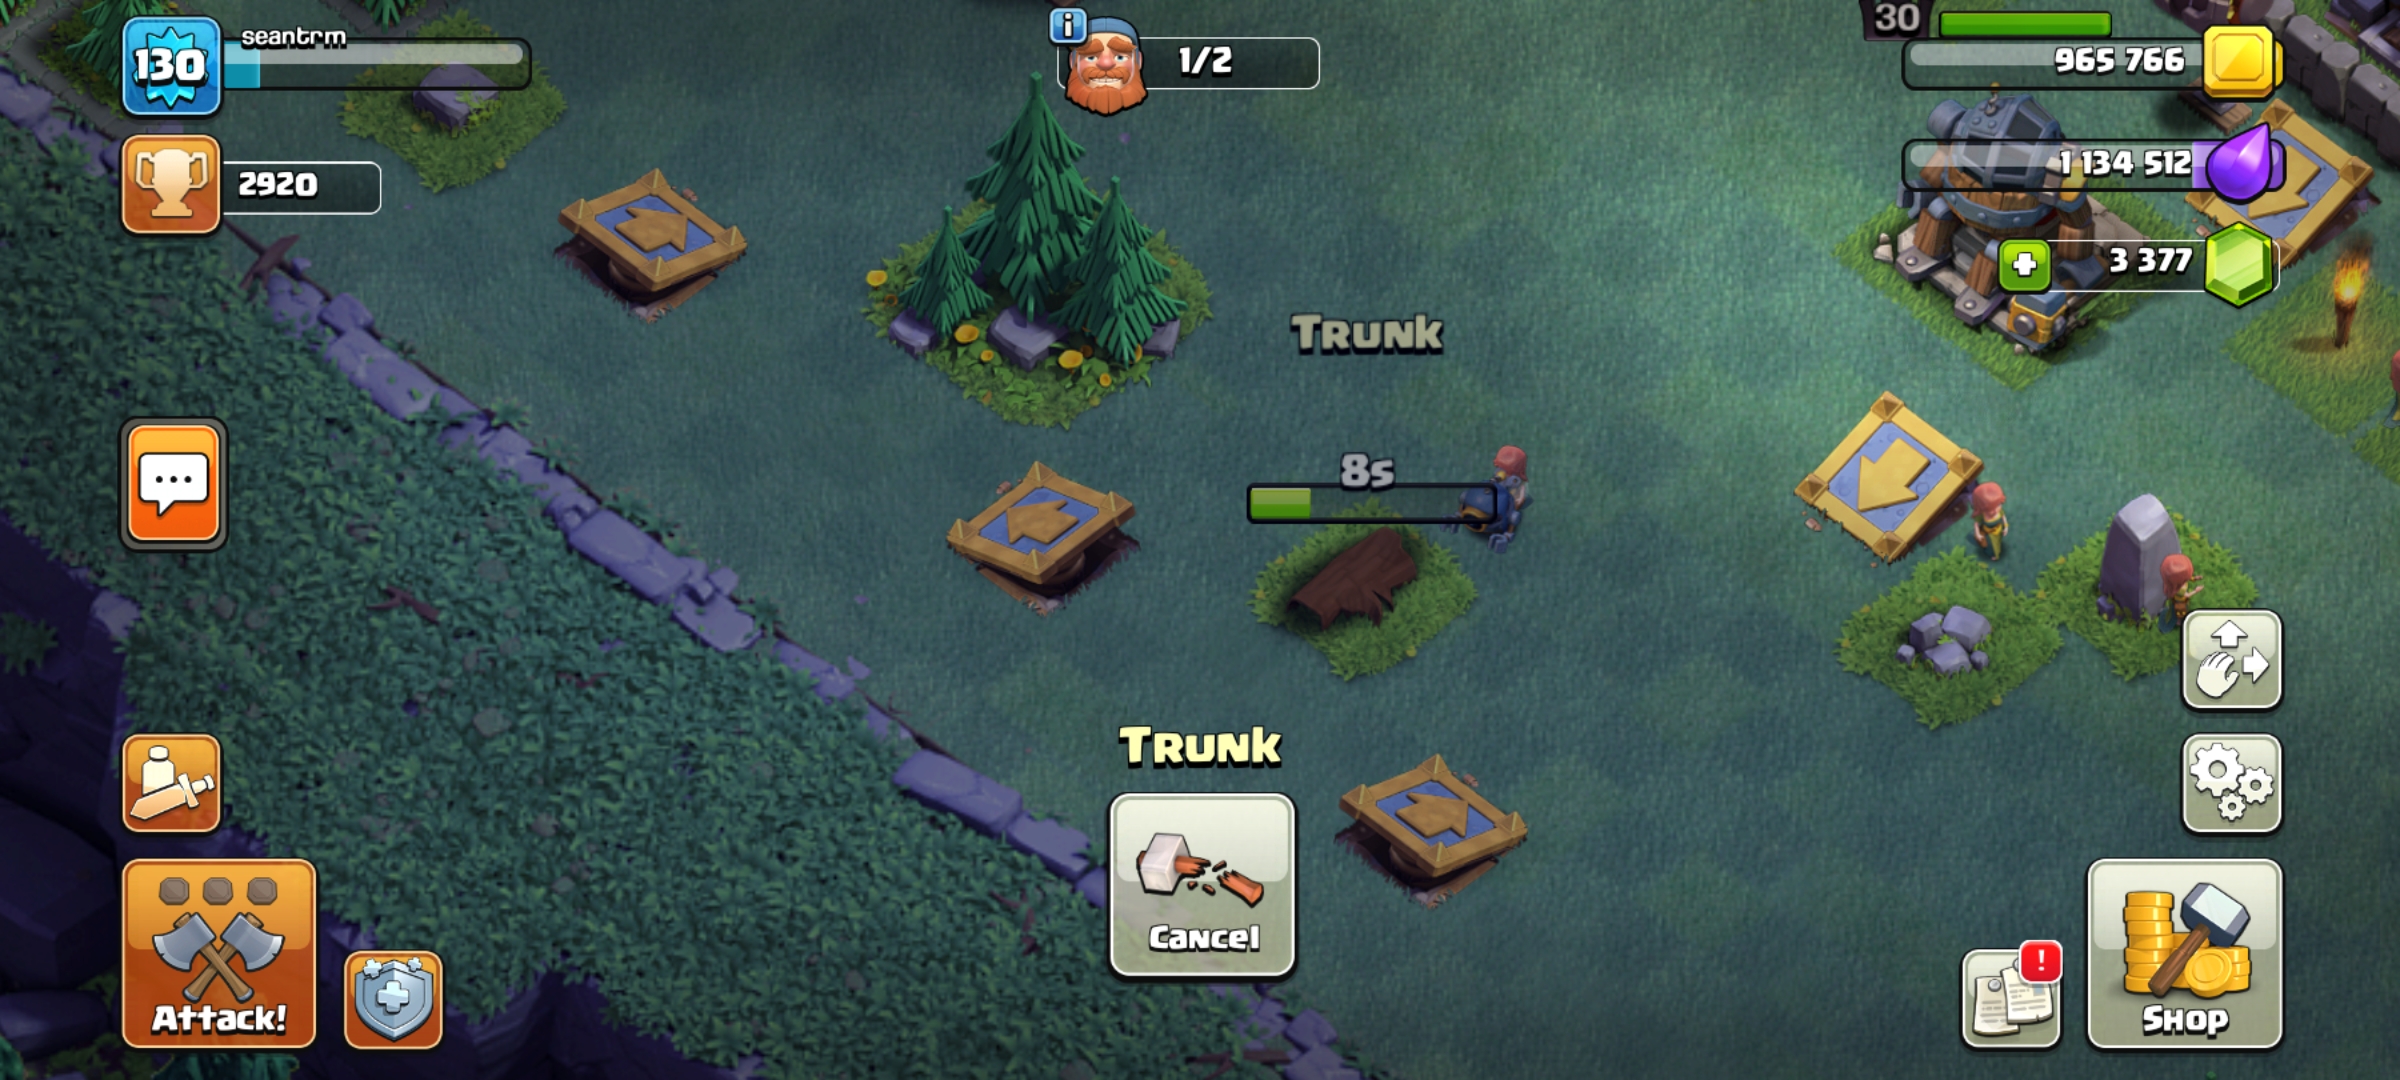 130
seantrm
2920
i
1/2
30
965 766
1 134 512
3 377
Trunk
8s
Trunk
Cancel
Attack!
!
Shop